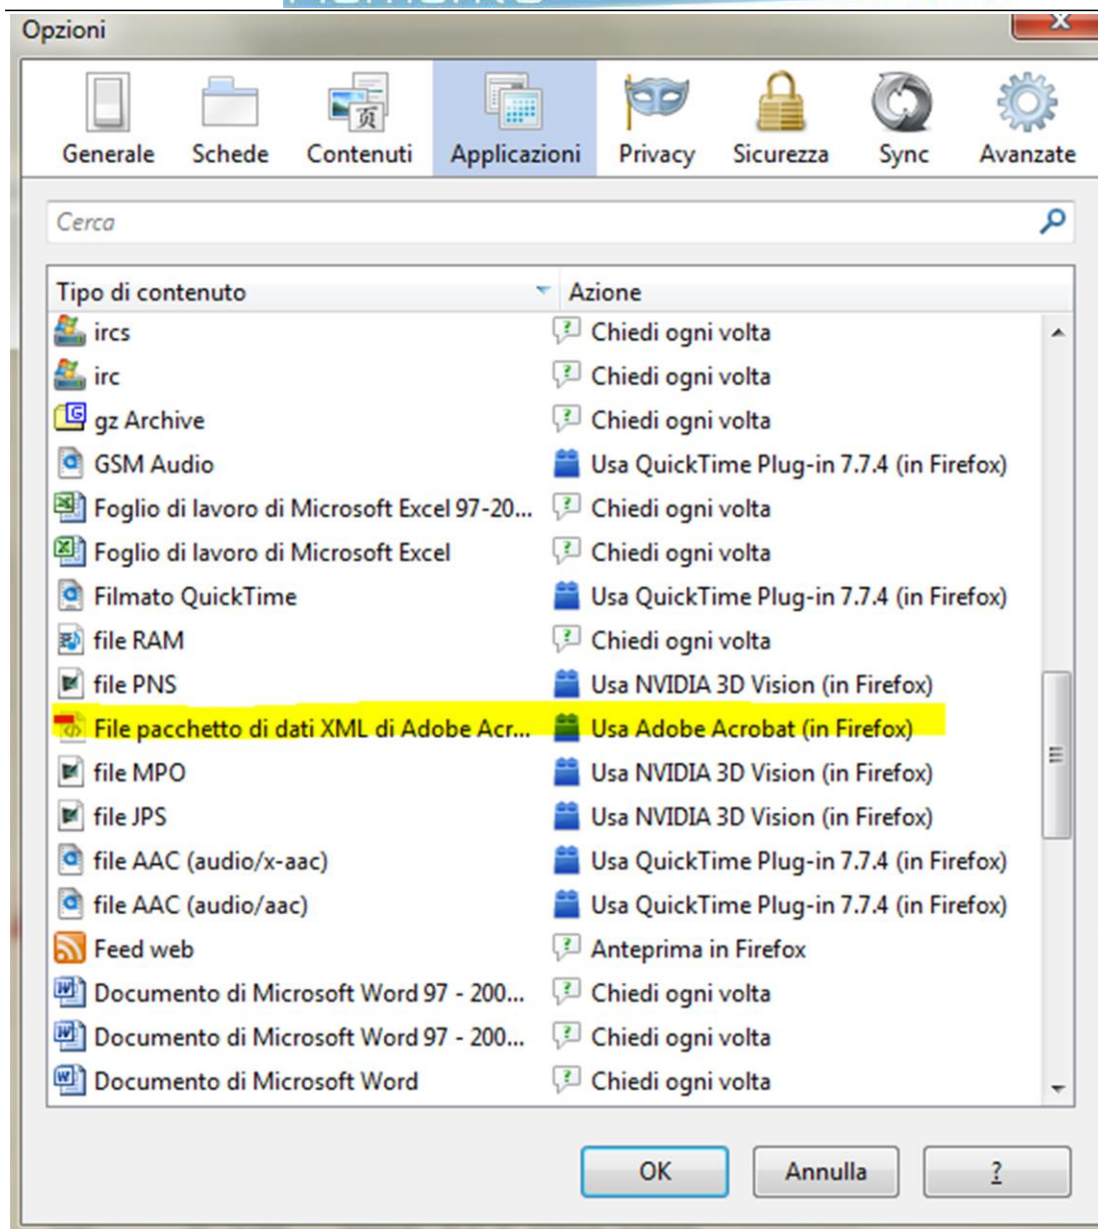 Opzioni
Generale Schede Contenuti Applicazioni Privacy Sicurezza Sync Avanzate
Cerca
Tipo di contenuto Azione
ircs Chiedi ogni volta
irc Chiedi ogni volta
gz Archive Chiedi ogni volta
GSM Audio Usa QuickTime Plug-in 7.7.4 (in Firefox)
Foglio di lavoro di Microsoft Excel 97-20... Chiedi ogni volta
Foglio di lavoro di Microsoft Excel Chiedi ogni volta
Filmato QuickTime Usa QuickTime Plug-in 7.7.4 (in Firefox)
file RAM Chiedi ogni volta
file PNS Usa NVIDIA 3D Vision (in Firefox)
File pacchetto di dati XML di Adobe Acr... Usa Adobe Acrobat (in Firefox)
file MPO Usa NVIDIA 3D Vision (in Firefox)
file JPS Usa NVIDIA 3D Vision (in Firefox)
file AAC (audio/x-aac) Usa QuickTime Plug-in 7.7.4 (in Firefox)
file AAC (audio/aac) Usa QuickTime Plug-in 7.7.4 (in Firefox)
Feed web Anteprima in Firefox
Documento di Microsoft Word 97 - 200... Chiedi ogni volta
Documento di Microsoft Word 97 - 200... Chiedi ogni volta
Documento di Microsoft Word Chiedi ogni volta
OK Annulla ?